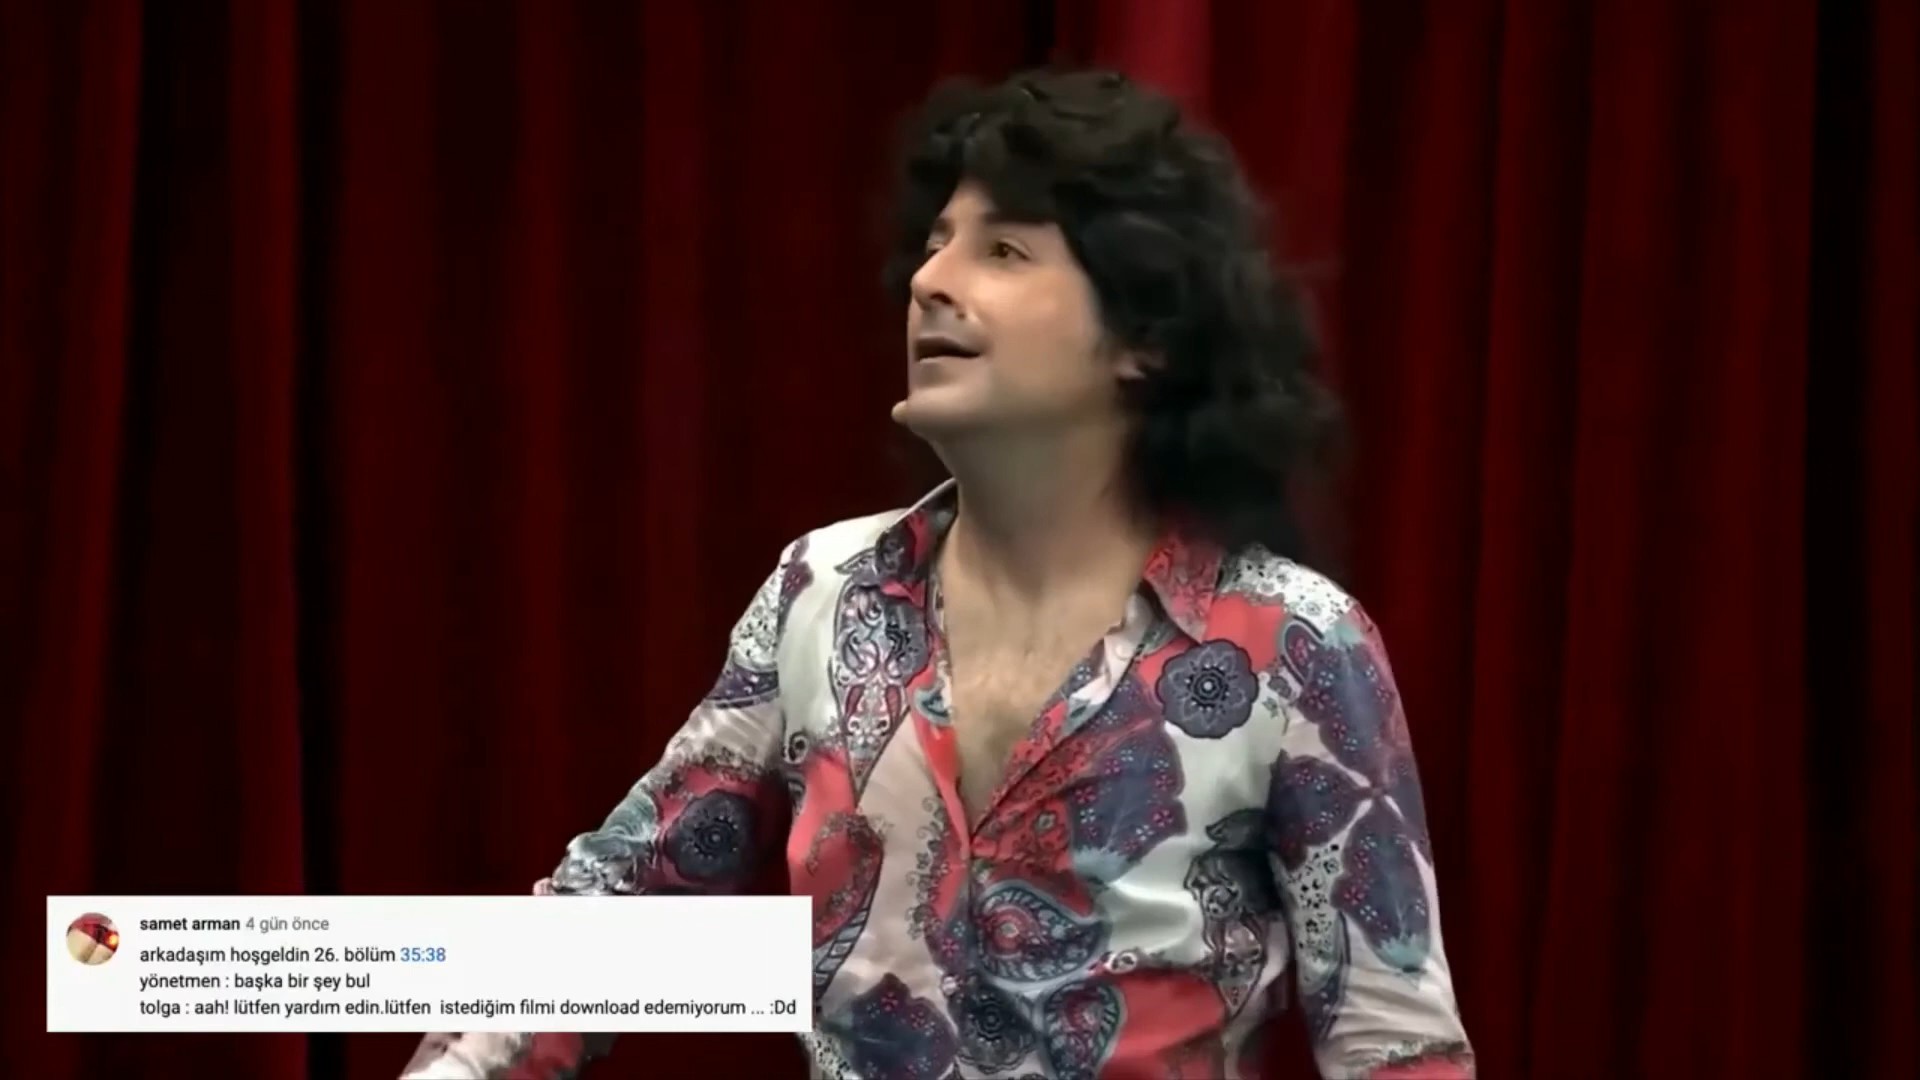 samet arman 4 gün önce
arkadaşım hoşgeldin 26. bölüm 35:38
yönetmen : başka bir şey bul
tolga : aah! lütfen yardım edin.lütfen  istediğim filmi download edemiyorum ... :Dd